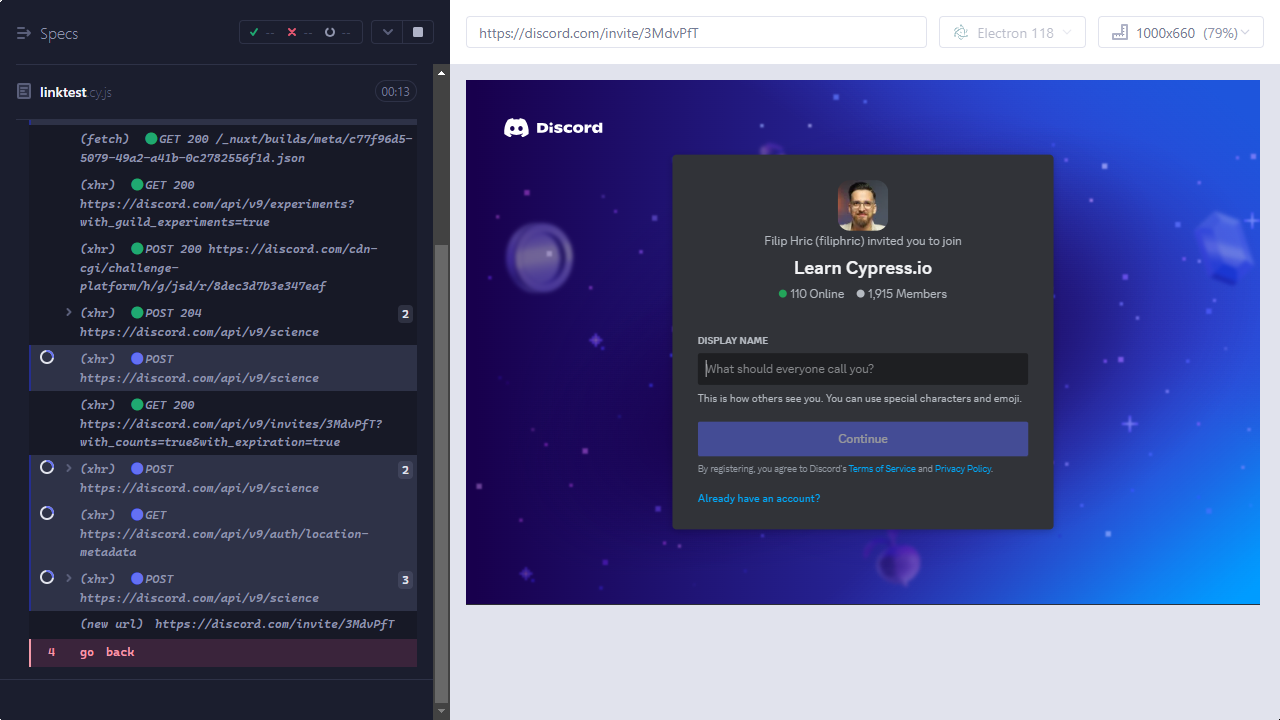 Specs
--
--
--
linktest.cy.js
00:13
(fetch) GET 200 /_nuxt/builds/meta/c77f96d5-
5079-49a2-a41b-0c2782556f1d.json
(xhr) GET 200
https://discord.com/api/v9/experiments?
with_guild_experiments=true
(xhr) POST 200 https://discord.com/cdn-
cgi/challenge-
platform/h/g/jsd/r/8dec3d7b3e347eaf
(xhr) POST 204
2
https://discord.com/api/v9/science
(xhr) POST
https://discord.com/api/v9/science
(xhr) GET 200
https://discord.com/api/v9/invites/3MdvPfT?
with_counts=true&with_expiration=true
(xhr) POST
2
https://discord.com/api/v9/science
(xhr) GET
https://discord.com/api/v9/auth/location-
metadata
(xhr) POST
3
https://discord.com/api/v9/science
(new url) https://discord.com/invite/3MdvPfT
4 go back
https://discord.com/invite/3MdvPfT
Electron 118
1000x660 (79%)
Discord
Filip Hric (filiphric) invited you to join
Learn Cypress.io
110 Online 1,915 Members
DISPLAY NAME
What should everyone call you?
This is how others see you. You can use special characters and emoji.
Continue
By registering, you agree to Discord's Terms of Service and Privacy Policy.
Already have an account?